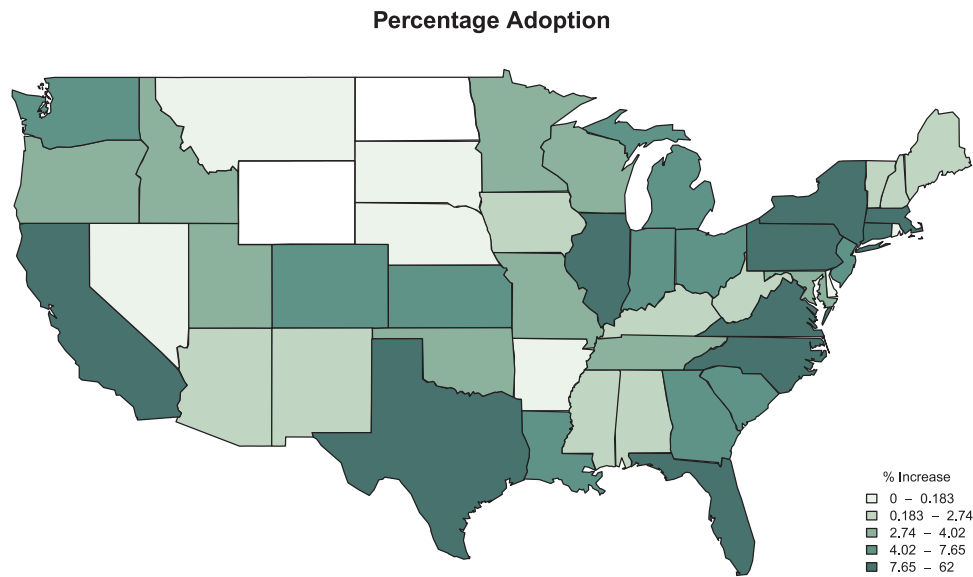 Percentage Adoption
% Increase
0 – 0.183
0.183 – 2.74
2.74 – 4.02
4.02 – 7.65
7.65 – 62